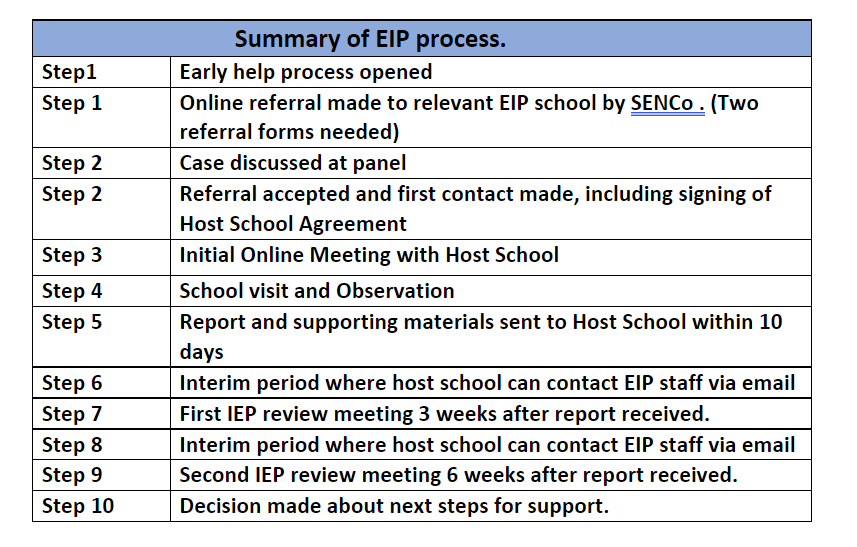 Summary of EIP process.
Step1 Early help process opened
Step 1 Online referral made to relevant EIP school by SENCo . (Two
referral forms needed)
Step 2 Case discussed at panel
Step 2 Referral accepted and first contact made, including signing of
Host School Agreement
Step 3 Initial Online Meeting with Host School
Step 4 School visit and Observation
Step 5 Report and supporting materials sent to Host School within 10
days
Step 6 Interim period where host school can contact EIP staff via email
Step 7 First IEP review meeting 3 weeks after report received.
Step 8 Interim period where host school can contact EIP staff via email
Step 9 Second IEP review meeting 6 weeks after report received.
Step 10 Decision made about next steps for support.